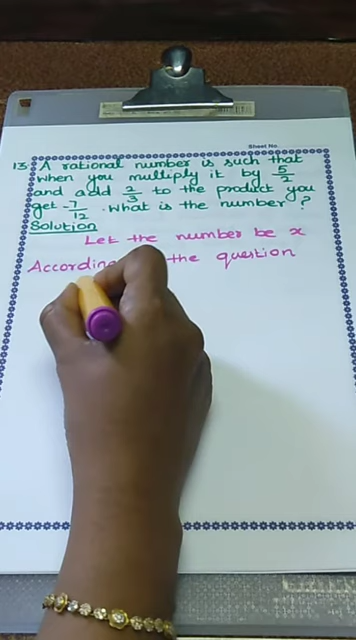 Sheet No.
13. A rational number is such that
when you multiply it by 5/2
and add 2/3 to the product you
get -7/12. What is the number?
Solution
Let the number be x
According the question